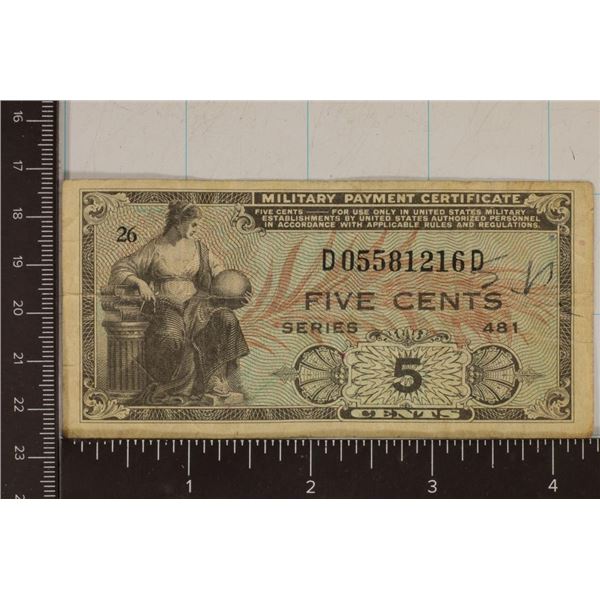 MILITARY PAYMENT CERTIFICATE
FIVE CENTS — FOR USE ONLY IN UNITED STATES MILITARY
ESTABLISHMENTS BY UNITED STATES AUTHORIZED PERSONNEL
IN ACCORDANCE WITH APPLICABLE RULES AND REGULATIONS.
26
D05581216D
FIVE CENTS
SERIES 481
5
CENTS
16
17
18
19
20
21
22
23
1 2 3 4